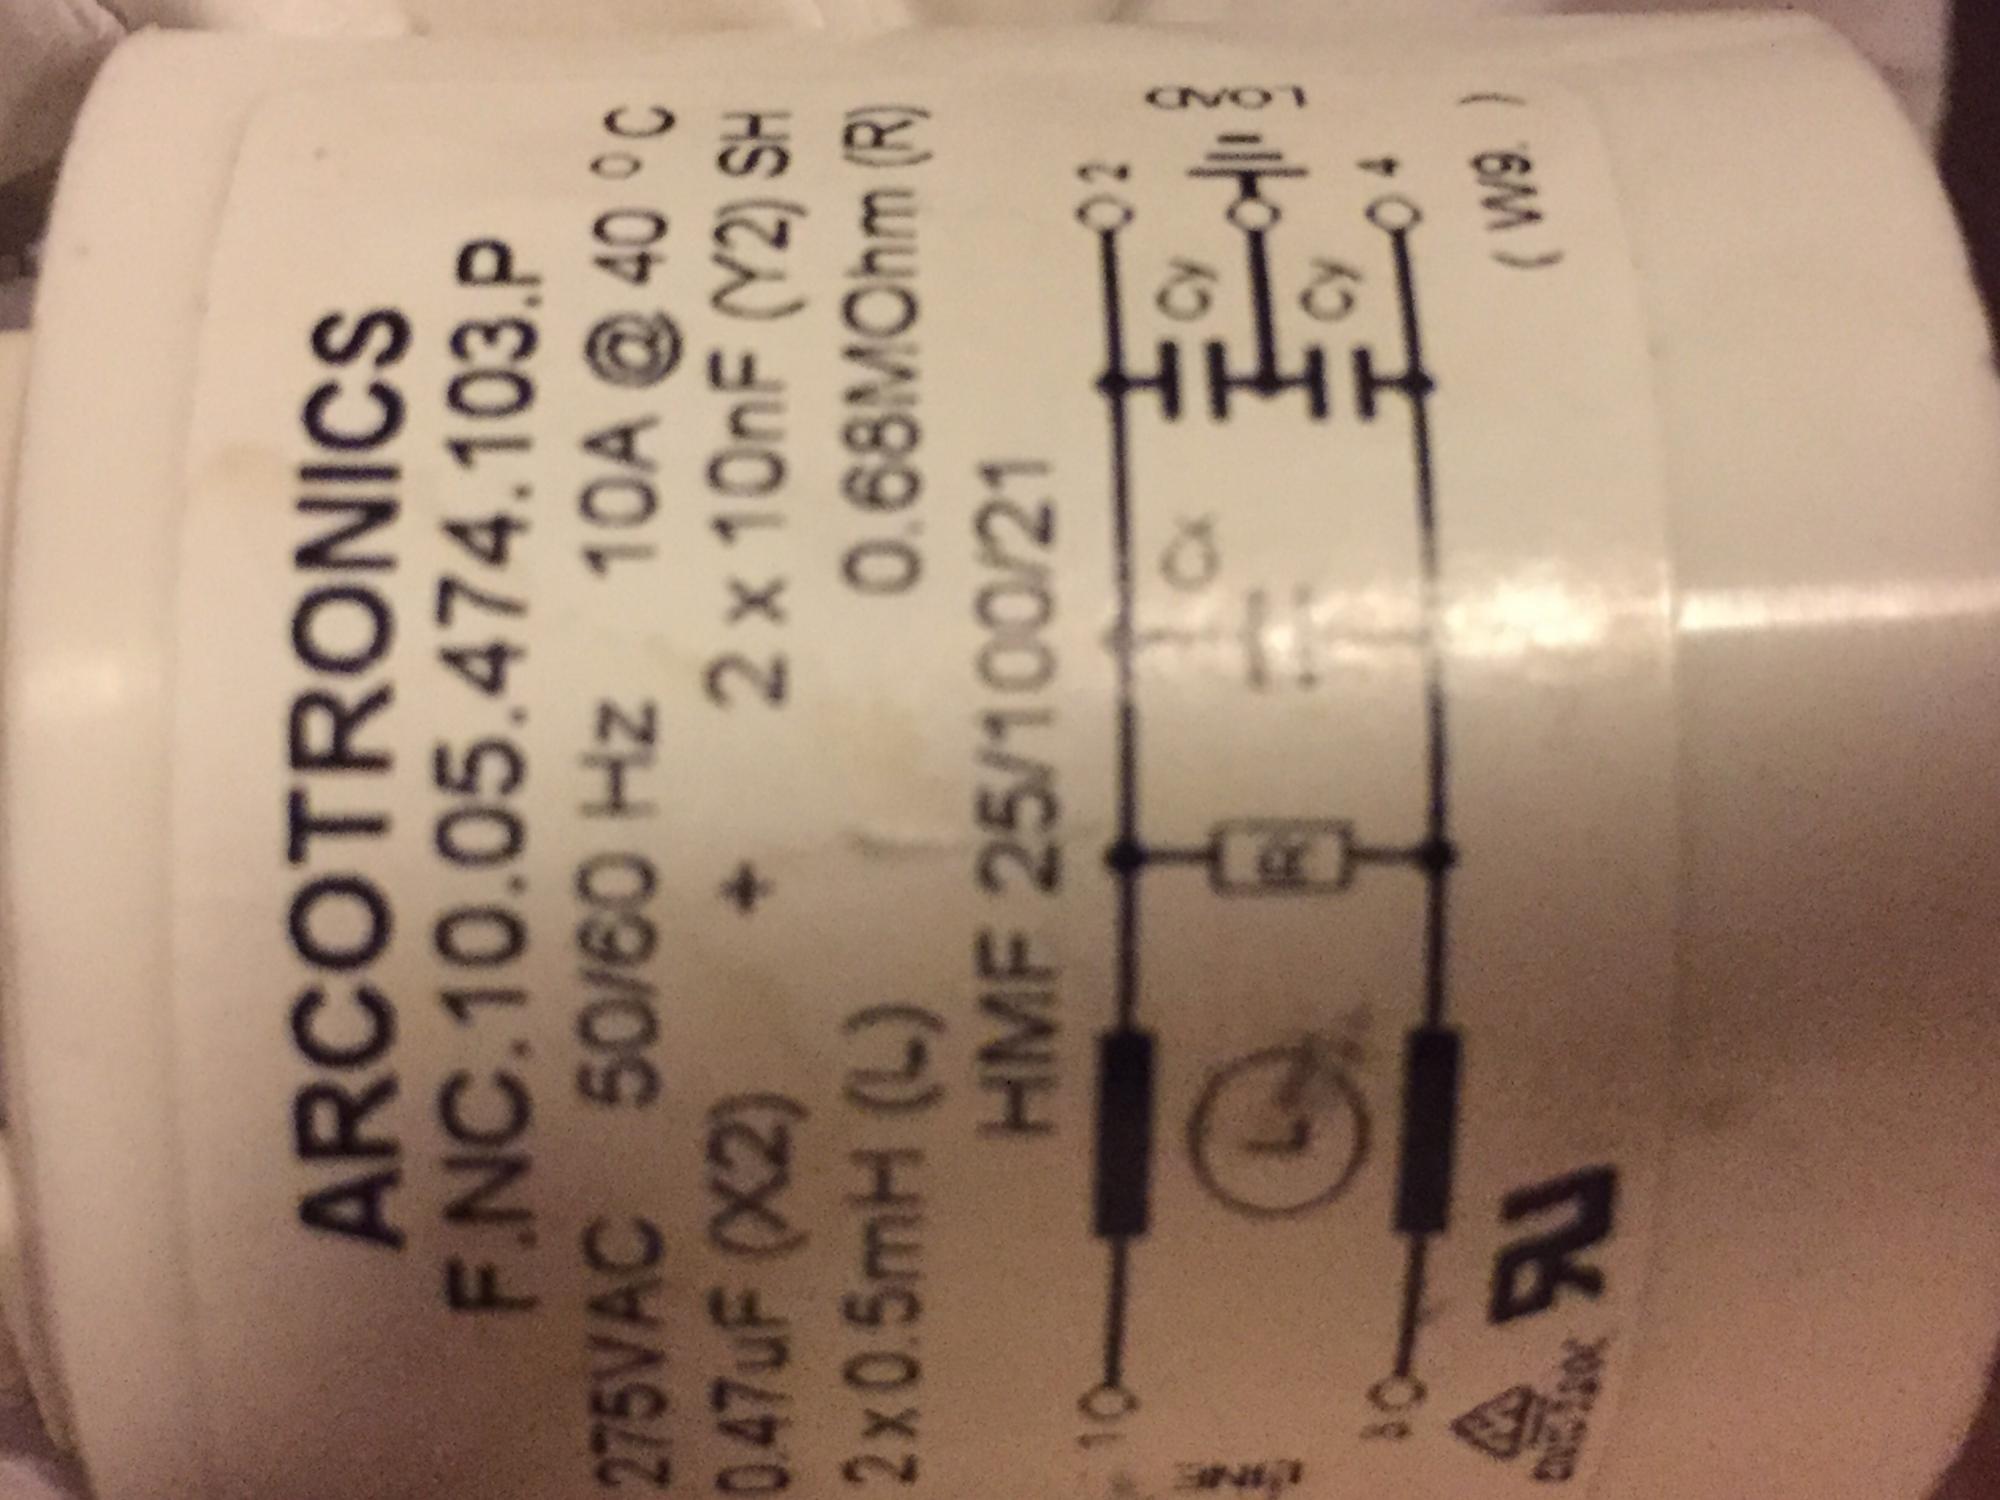 ARCOTRONICS
F.NC.10.05.474.103.P
275VAC 50/60 Hz 10A @ 40 °C
0.47uF (X2) + 2 x 10nF (Y2) SH
2 x 0.5mH (L) 0.68MOhm (R)
HMF 25/100/21
1 2
L R Cx Cy
Cy
LINE
3 4
(W9. )